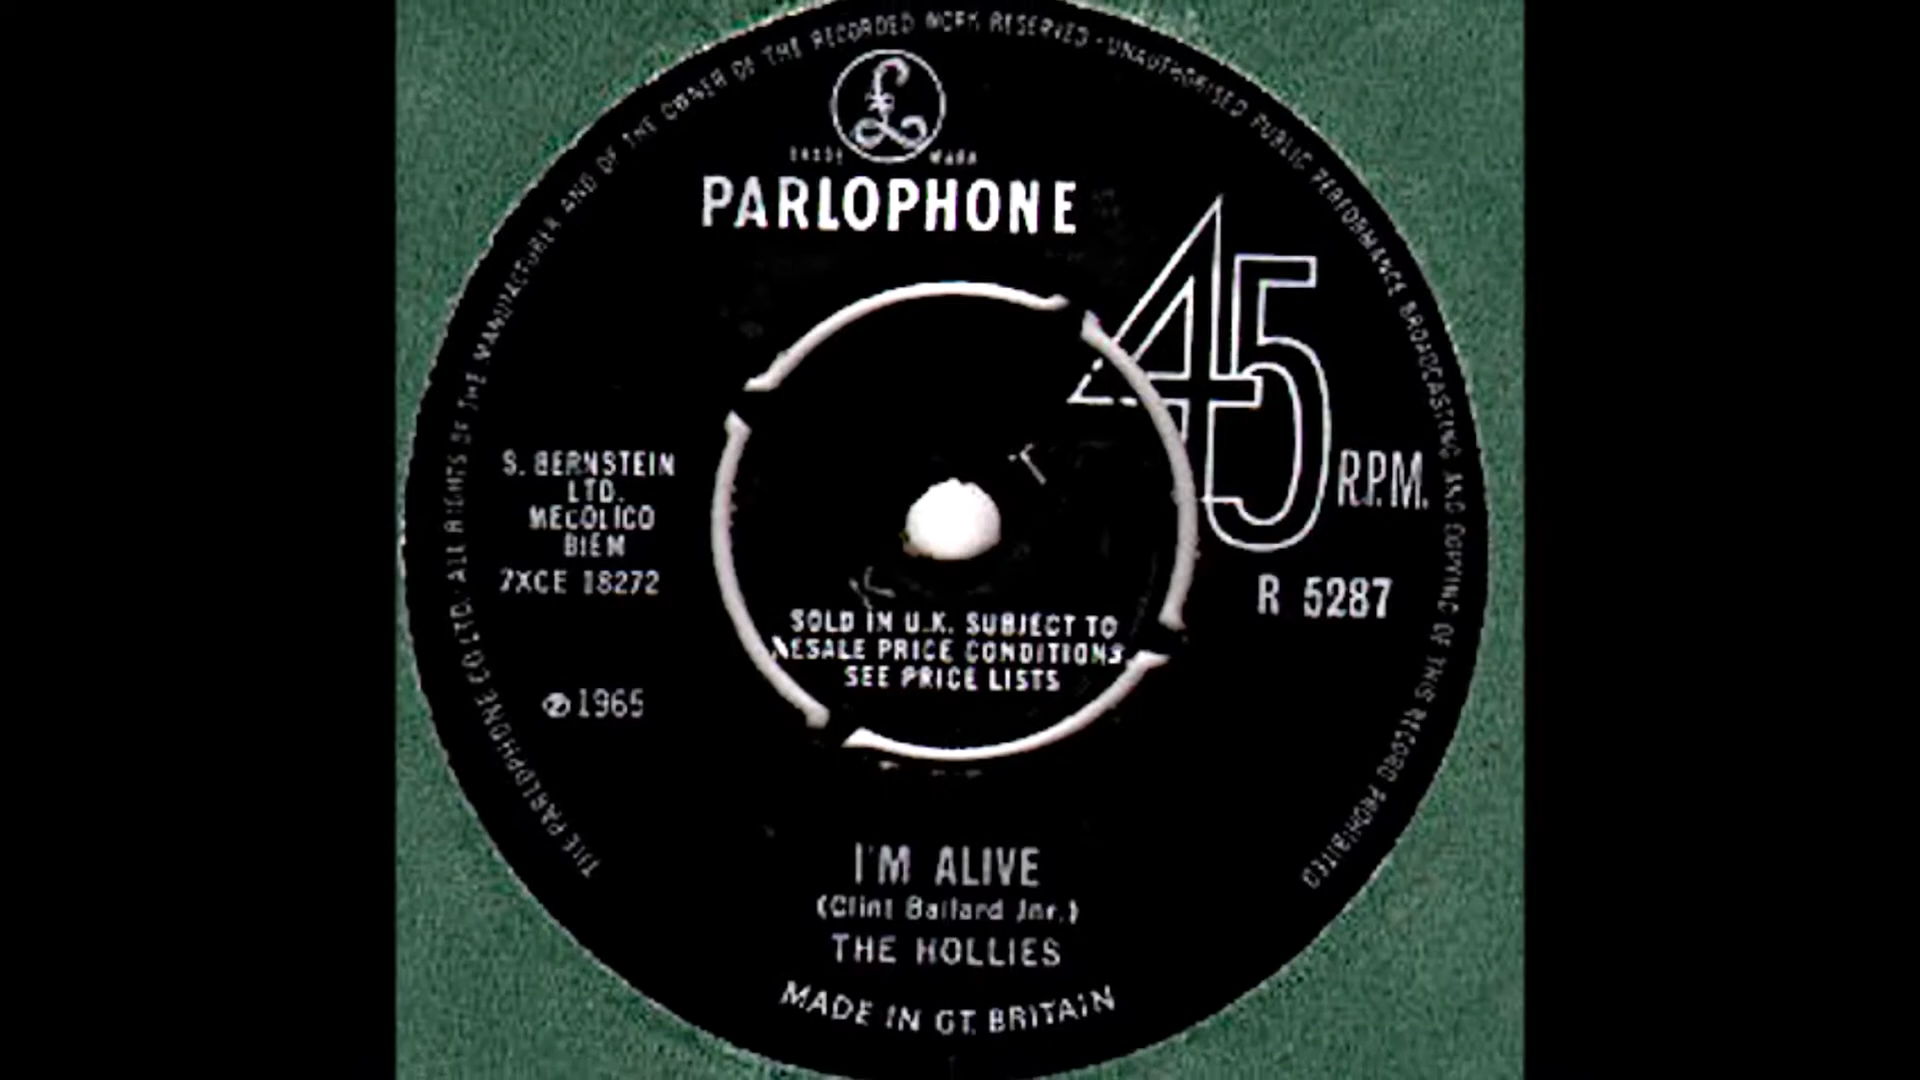 THE PARLOPHONE CO LTD. ALL RIGHTS OF THE MANUFACTURER AND OF THE OWNER OF THE RECORDED WORK RESERVED · UNAUTHORISED PUBLIC PERFORMANCE BROADCASTING AND COPYING OF THIS RECORD PROHIBITED
£
TRADE MARK
PARLOPHONE
45 R.P.M.
S. BERNSTEIN
LTD.
MECOLICO
BIEM
7XCE 18272
R 5287
SOLD IN U.K. SUBJECT TO
RESALE PRICE CONDITIONS
SEE PRICE LISTS
℗ 1965
I'M ALIVE
(Clint Ballard Jnr.)
THE HOLLIES
MADE IN GT. BRITAIN